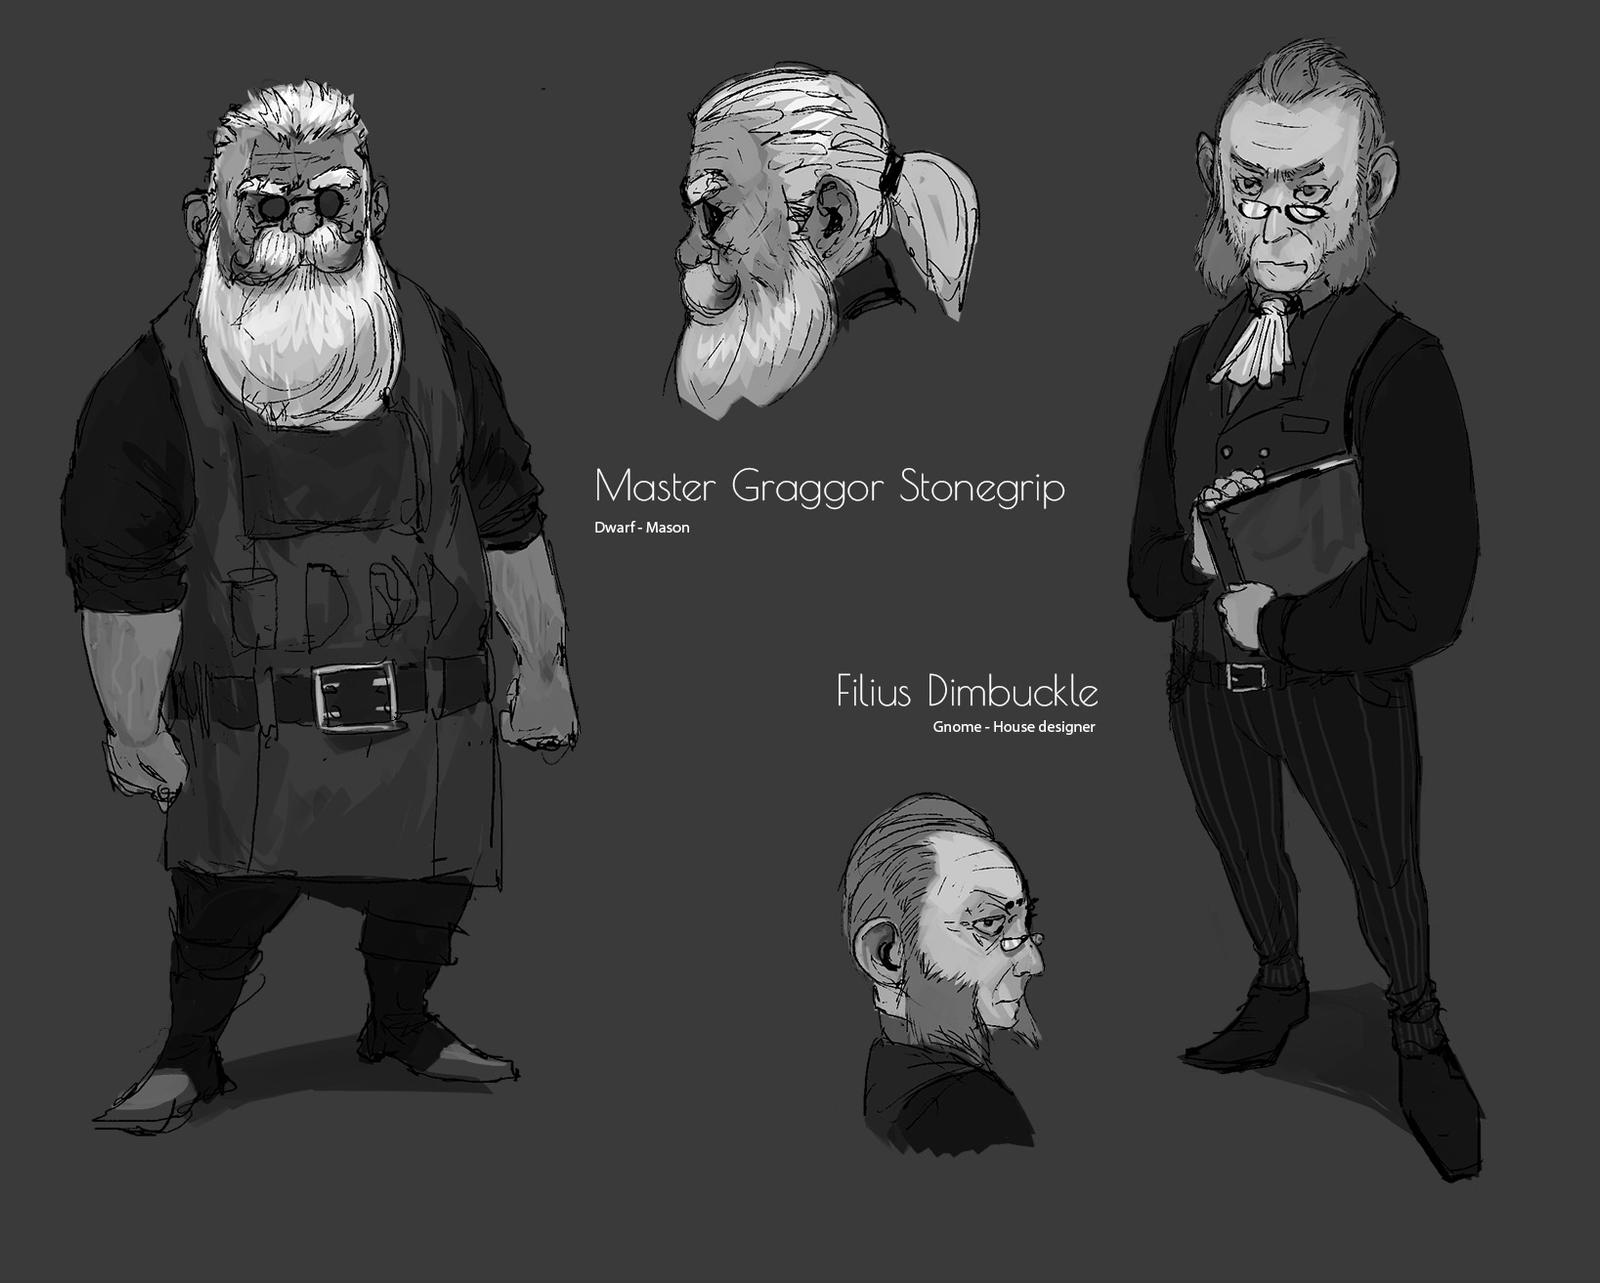 Master Graggor Stonegrip
Dwarf - Mason
Filius Dimbuckle
Gnome - House designer